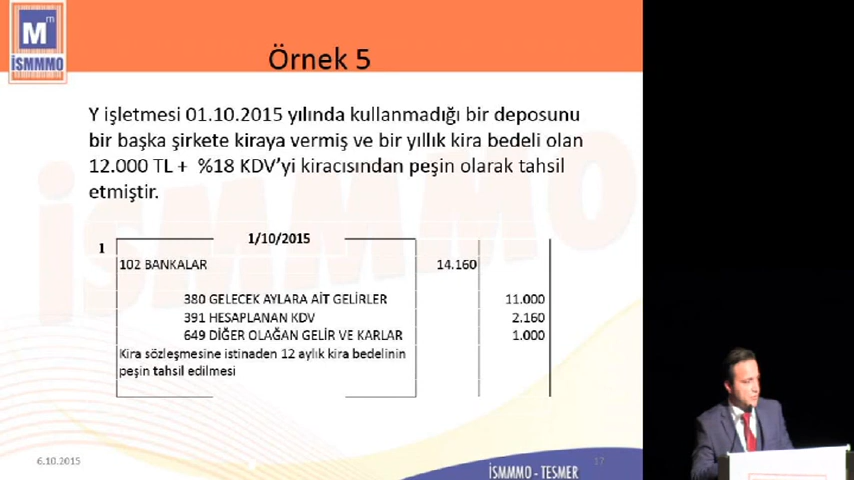 Mm
İSMMMO
Örnek 5
Y işletmesi 01.10.2015 yılında kullanmadığı bir deposunu
bir başka şirkete kiraya vermiş ve bir yıllık kira bedeli olan
12.000 TL + %18 KDV’yi kiracısından peşin olarak tahsil
etmiştir.
İSMMMO
1 1/10/2015
102 BANKALAR 14.160
380 GELECEK AYLARA AİT GELİRLER 11.000
391 HESAPLANAN KDV 2.160
649 DİĞER OLAĞAN GELİR VE KARLAR 1.000
Kira sözleşmesine istinaden 12 aylık kira bedelinin
peşin tahsil edilmesi
6.10.2015
İSMMMO - TESMER
17